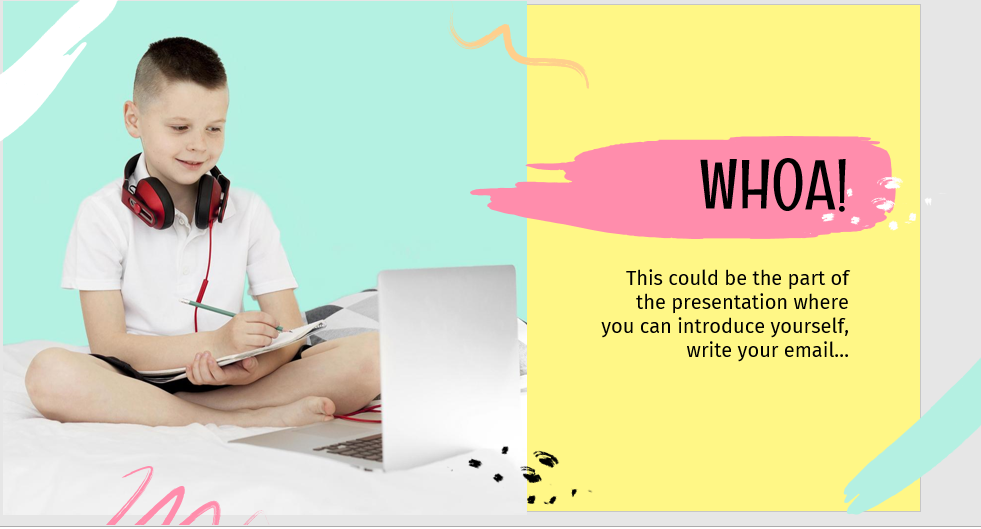 WHOA!
This could be the part of
the presentation where
you can introduce yourself,
write your email...